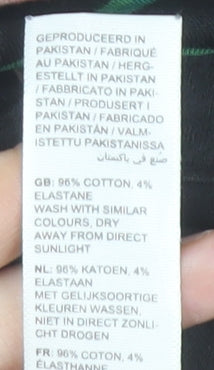 GEPRODUCEERD IN
PAKISTAN / FABRIQUÉ
AU PAKISTAN / HERG-
ESTELLT IN PAKISTAN
/ FABBRICATO IN PAKI-
STAN / PRODUSERT I
PAKISTAN / FABRICADO
EN PAKISTÁN / VALM-
ISTETTU PAKISTANISSA
صنع في باكستان
GB: 96% COTTON, 4%
ELASTANE
WASH WITH SIMILAR
COLOURS, DRY
AWAY FROM DIRECT
SUNLIGHT
NL: 96% KATOEN, 4%
ELASTAAN
MET GELIJKSOORTIGE
KLEUREN WASSEN,
NIET IN DIRECT ZONLI-
CHT DROGEN
FR: 96% COTON, 4%
ÉLASTHANNE